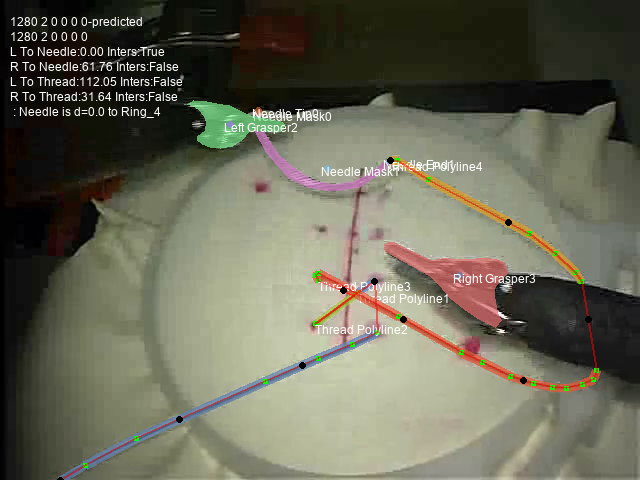 1280 2 0 0 0 0-predicted
1280 2 0 0 0 0
L To Needle:0.00 Inters:True
R To Needle:61.76 Inters:False
L To Thread:112.05 Inters:False
R To Thread:31.64 Inters:False
: Needle is d=0.0 to Ring_4
Needle Tip0
Needle Mask0
Left Grasper2
Needle Mask1
Needle End1
Thread Polyline4
Right Grasper3
Thread Polyline3
Thread Polyline1
Thread Polyline2